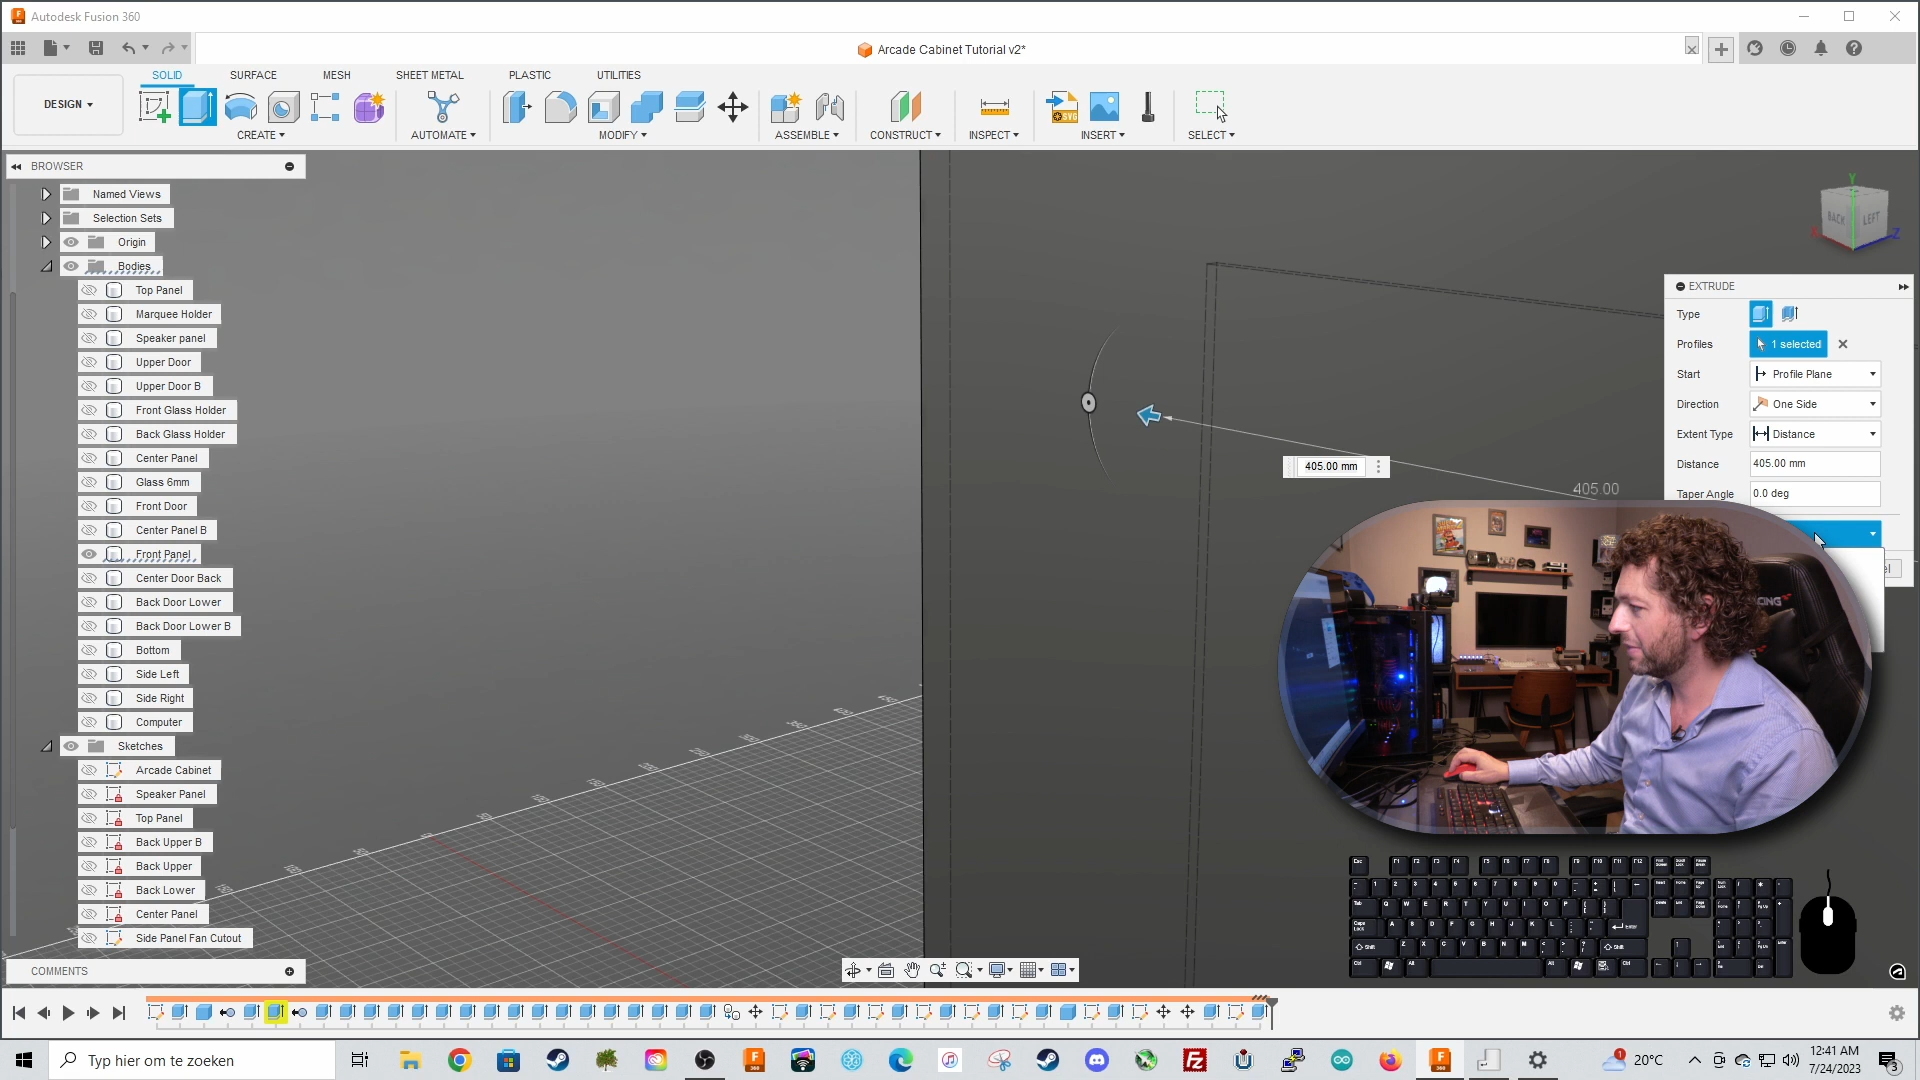 Autodesk Fusion 360
Arcade Cabinet Tutorial v2*
SOLID SURFACE MESH SHEET METAL PLASTIC UTILITIES
DESIGN
CREATE AUTOMATE MODIFY ASSEMBLE CONSTRUCT INSPECT INSERT SELECT
BROWSER
Named Views
Selection Sets
Origin
Bodies
Top Panel
Marquee Holder
Speaker panel
Upper Door
Upper Door B
Front Glass Holder
Back Glass Holder
Center Panel
Glass 6mm
Front Door
Center Panel B
Front Panel
Center Door Back
Back Door Lower
Back Door Lower B
Bottom
Side Left
Side Right
Computer
Sketches
Arcade Cabinet
Speaker Panel
Top Panel
Back Upper B
Back Upper
Back Lower
Center Panel
Side Panel Fan Cutout
COMMENTS
BACK LEFT
Y
Z
EXTRUDE
Type
Profiles 1 selected
Start Profile Plane
Direction One Side
Extent Type Distance
Distance 405.00 mm
Taper Angle 0.0 deg
405.00 mm
405.00
Typ hier om te zoeken
20°C
12:41 AM
7/24/2023
3